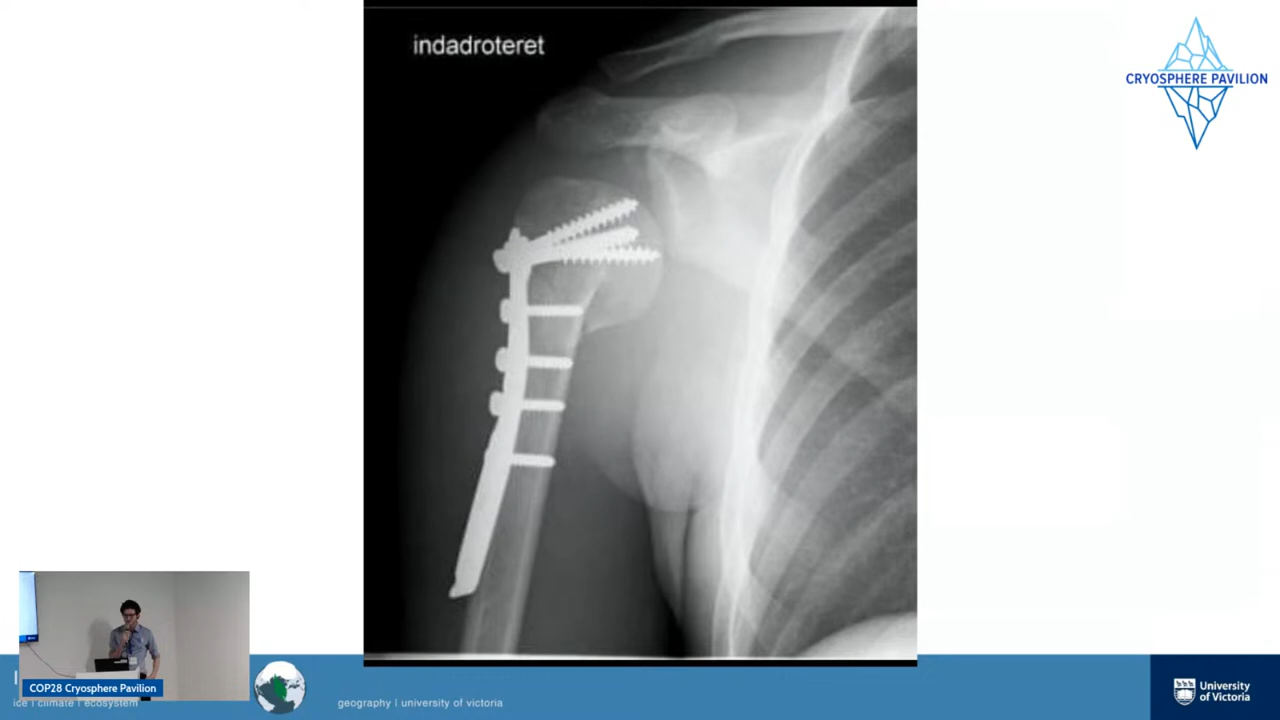 indadroteret
CRYOSPHERE PAVILION
COP28 Cryosphere Pavilion
ice | climate | ecosystem
geography | university of victoria
University
of Victoria